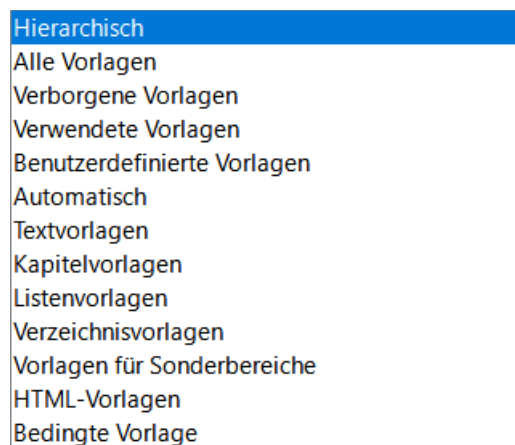 Hierarchisch
Alle Vorlagen
Verborgene Vorlagen
Verwendete Vorlagen
Benutzerdefinierte Vorlagen
Automatisch
Textvorlagen
Kapitelvorlagen
Listenvorlagen
Verzeichnisvorlagen
Vorlagen für Sonderbereiche
HTML-Vorlagen
Bedingte Vorlage